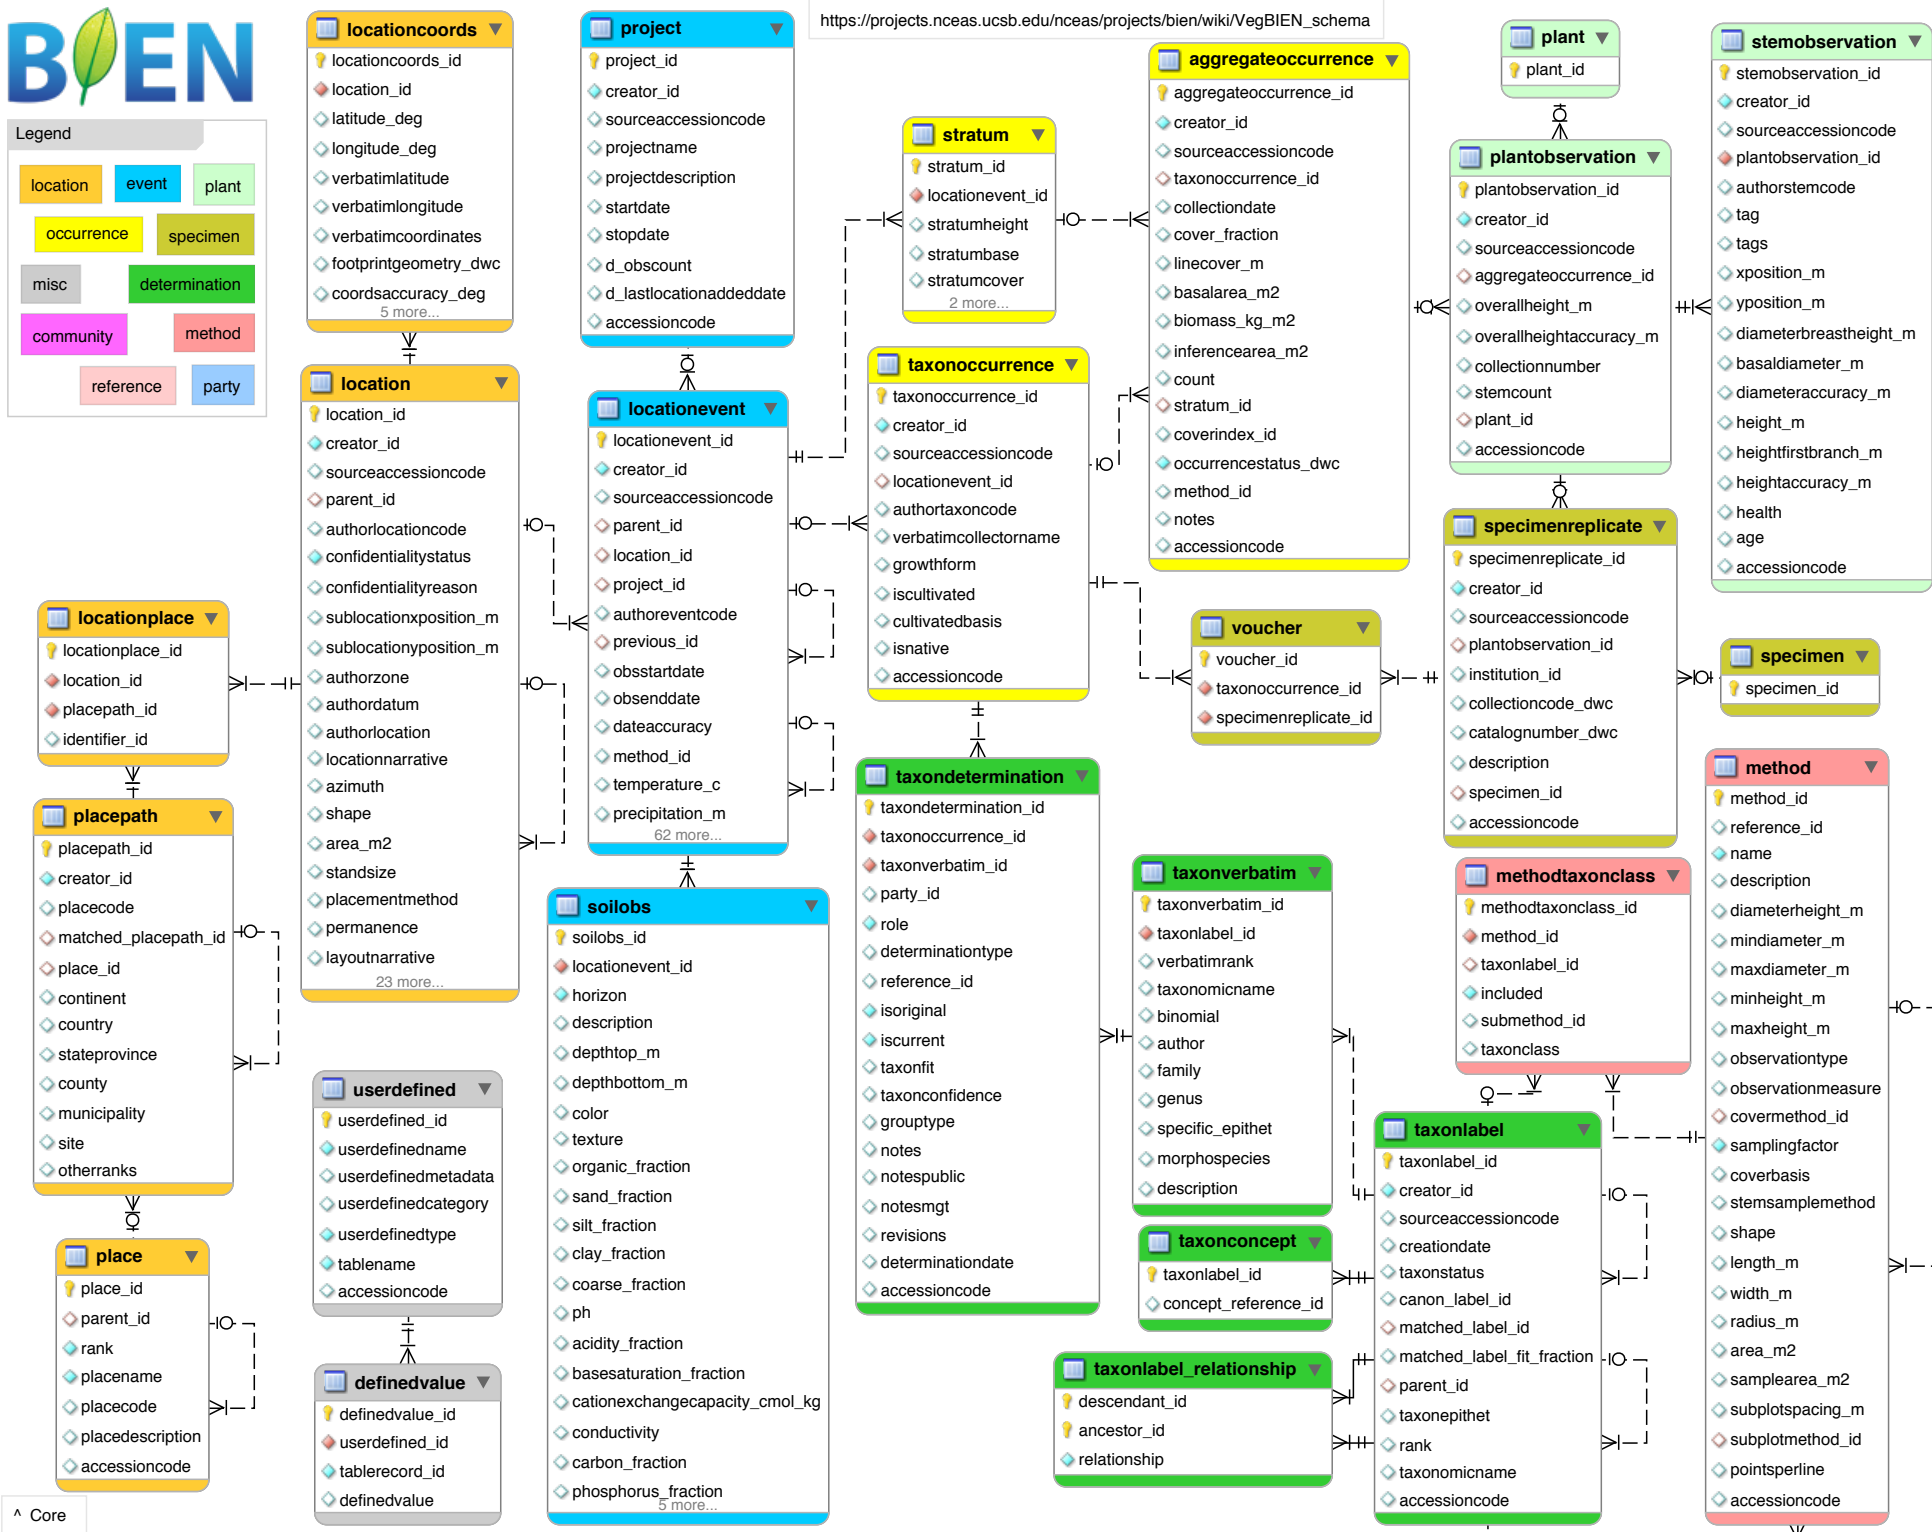 BIEN
https://projects.nceas.ucsb.edu/nceas/projects/bien/wiki/VegBIEN_schema
Legend
location
event
plant
occurrence
specimen
misc
determination
community
method
reference
party
locationcoords
locationcoords_id
location_id
latitude_deg
longitude_deg
verbatimlatitude
verbatimlongitude
verbatimcoordinates
footprintgeometry_dwc
coordsaccuracy_deg
5 more...
project
project_id
creator_id
sourceaccessioncode
projectname
projectdescription
startdate
stopdate
d_obscount
d_lastlocationaddeddate
accessioncode
stratum
stratum_id
locationevent_id
stratumheight
stratumbase
stratumcover
2 more...
aggregateoccurrence
aggregateoccurrence_id
creator_id
sourceaccessioncode
taxonoccurrence_id
collectiondate
cover_fraction
linecover_m
basalarea_m2
biomass_kg_m2
inferencearea_m2
count
stratum_id
coverindex_id
occurrencestatus_dwc
method_id
notes
accessioncode
plant
plant_id
plantobservation
plantobservation_id
creator_id
sourceaccessioncode
aggregateoccurrence_id
overallheight_m
overallheightaccuracy_m
collectionnumber
stemcount
plant_id
accessioncode
stemobservation
stemobservation_id
creator_id
sourceaccessioncode
plantobservation_id
authorstemcode
tag
tags
xposition_m
yposition_m
diameterbreastheight_m
basaldiameter_m
diameteraccuracy_m
height_m
heightfirstbranch_m
heightaccuracy_m
health
age
accessioncode
location
location_id
creator_id
sourceaccessioncode
parent_id
authorlocationcode
confidentialitystatus
confidentialityreason
sublocationxposition_m
sublocationyposition_m
authorzone
authordatum
authorlocation
locationnarrative
azimuth
shape
area_m2
standsize
placementmethod
permanence
layoutnarrative
23 more...
locationevent
locationevent_id
creator_id
sourceaccessioncode
parent_id
location_id
project_id
authoreventcode
previous_id
obsstartdate
obsenddate
dateaccuracy
method_id
temperature_c
precipitation_m
62 more...
taxonoccurrence
taxonoccurrence_id
creator_id
sourceaccessioncode
locationevent_id
authortaxoncode
verbatimcollectorname
growthform
iscultivated
cultivatedbasis
isnative
accessioncode
specimenreplicate
specimenreplicate_id
creator_id
sourceaccessioncode
plantobservation_id
institution_id
collectioncode_dwc
catalognumber_dwc
description
specimen_id
accessioncode
voucher
voucher_id
taxonoccurrence_id
specimenreplicate_id
specimen
specimen_id
locationplace
locationplace_id
location_id
placepath_id
identifier_id
placepath
placepath_id
creator_id
placecode
matched_placepath_id
place_id
continent
country
stateprovince
county
municipality
site
otherranks
place
place_id
parent_id
rank
placename
placecode
placedescription
accessioncode
userdefined
userdefined_id
userdefinedname
userdefinedmetadata
userdefinedcategory
userdefinedtype
tablename
accessioncode
definedvalue
definedvalue_id
userdefined_id
tablerecord_id
definedvalue
soilobs
soilobs_id
locationevent_id
horizon
description
depthtop_m
depthbottom_m
color
texture
organic_fraction
sand_fraction
silt_fraction
clay_fraction
coarse_fraction
ph
acidity_fraction
basesaturation_fraction
cationexchangecapacity_cmol_kg
conductivity
carbon_fraction
phosphorus_fraction
5 more...
taxondetermination
taxondetermination_id
taxonoccurrence_id
taxonverbatim_id
party_id
role
determinationtype
reference_id
isoriginal
iscurrent
taxonfit
taxonconfidence
grouptype
notes
notespublic
notesmgt
revisions
determinationdate
accessioncode
taxonverbatim
taxonverbatim_id
taxonlabel_id
verbatimrank
taxonomicname
binomial
author
family
genus
specific_epithet
morphospecies
description
taxonconcept
taxonlabel_id
concept_reference_id
taxonlabel_relationship
descendant_id
ancestor_id
relationship
methodtaxonclass
methodtaxonclass_id
method_id
taxonlabel_id
included
submethod_id
taxonclass
taxonlabel
taxonlabel_id
creator_id
sourceaccessioncode
creationdate
taxonstatus
canon_label_id
matched_label_id
matched_label_fit_fraction
parent_id
taxonepithet
rank
taxonomicname
accessioncode
method
method_id
reference_id
name
description
diameterheight_m
mindiameter_m
maxdiameter_m
minheight_m
maxheight_m
observationtype
observationmeasure
covermethod_id
samplingfactor
coverbasis
stemsamplemethod
shape
length_m
width_m
radius_m
area_m2
samplearea_m2
subplotspacing_m
subplotmethod_id
pointsperline
accessioncode
^ Core